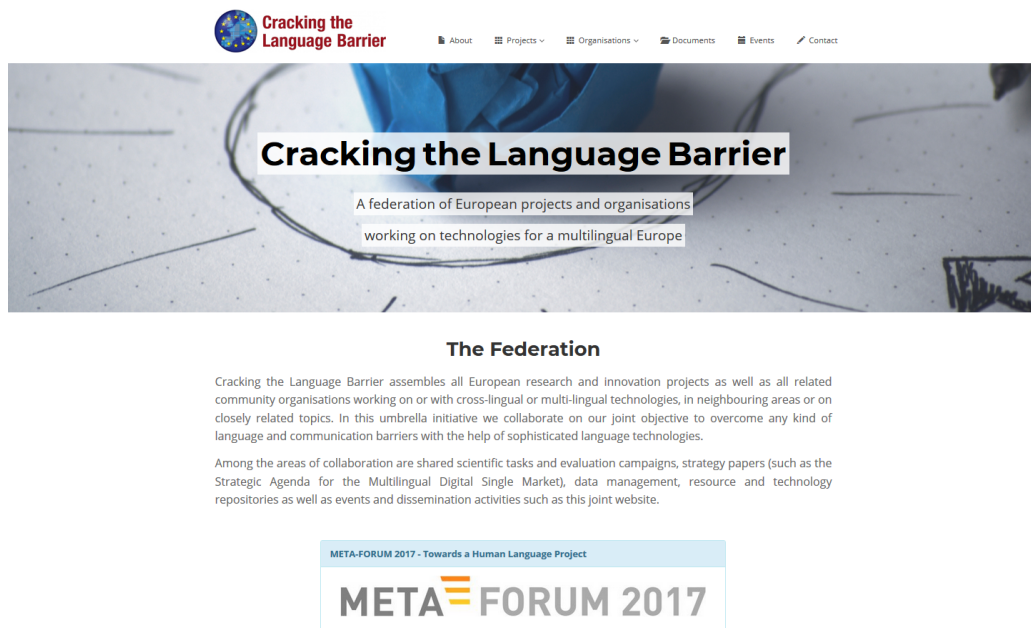 Cracking the
Language Barrier
About
Projects
Organisations
Documents
Events
Contact
Cracking the Language Barrier
A federation of European projects and organisations
working on technologies for a multilingual Europe
The Federation
Cracking the Language Barrier assembles all European research and innovation projects as well as all related
community organisations working on or with cross-lingual or multi-lingual technologies, in neighbouring areas or on
closely related topics. In this umbrella initiative we collaborate on our joint objective to overcome any kind of
language and communication barriers with the help of sophisticated language technologies.
Among the areas of collaboration are shared scientific tasks and evaluation campaigns, strategy papers (such as the
Strategic Agenda for the Multilingual Digital Single Market), data management, resource and technology
repositories as well as events and dissemination activities such as this joint website.
META-FORUM 2017 - Towards a Human Language Project
META FORUM 2017